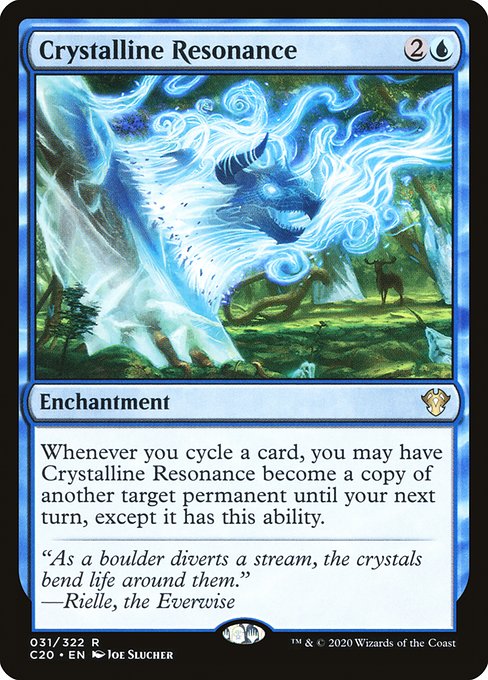 Crystalline Resonance 2
Enchantment
Whenever you cycle a card, you may have
Crystalline Resonance become a copy of
another target permanent until your next
turn, except it has this ability.
“As a boulder diverts a stream, the crystals
bend life around them.”
—Rielle, the Everwise
031/322 R
C20 • EN Joe Slucher
™ & © 2020 Wizards of the Coast